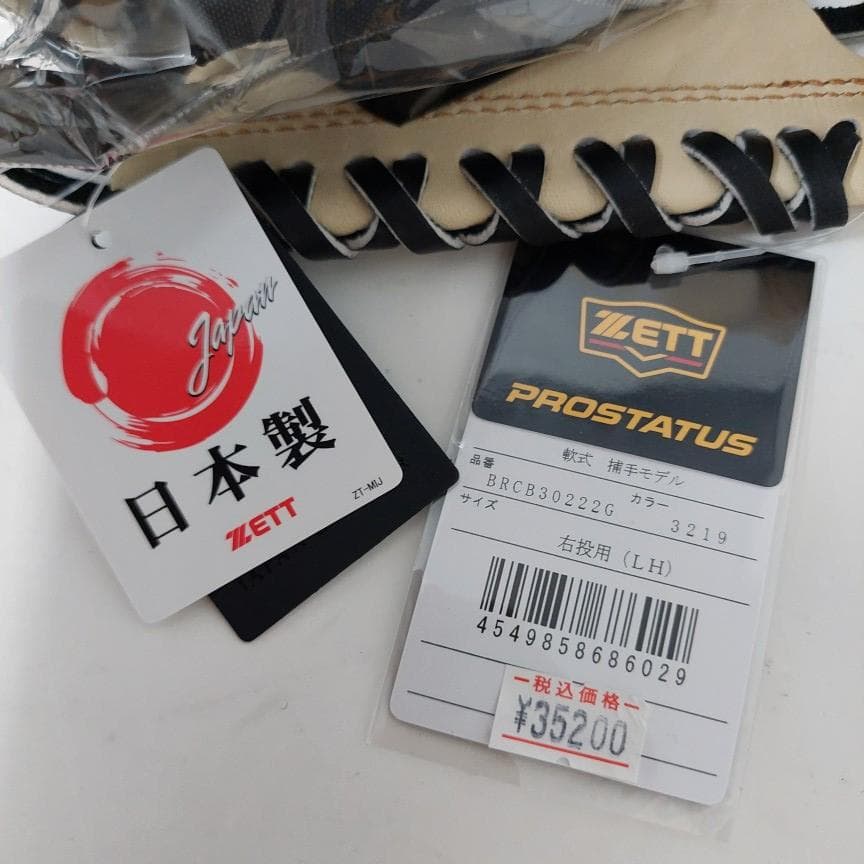 Japan
日本製
ZETT
ZT-MIJ
ZETT
PROSTATUS
軟式 捕手モデル
品番 BRCB30222G カラー 3219
サイズ
右投用(LH)
4549858686029
税込価格
¥35200